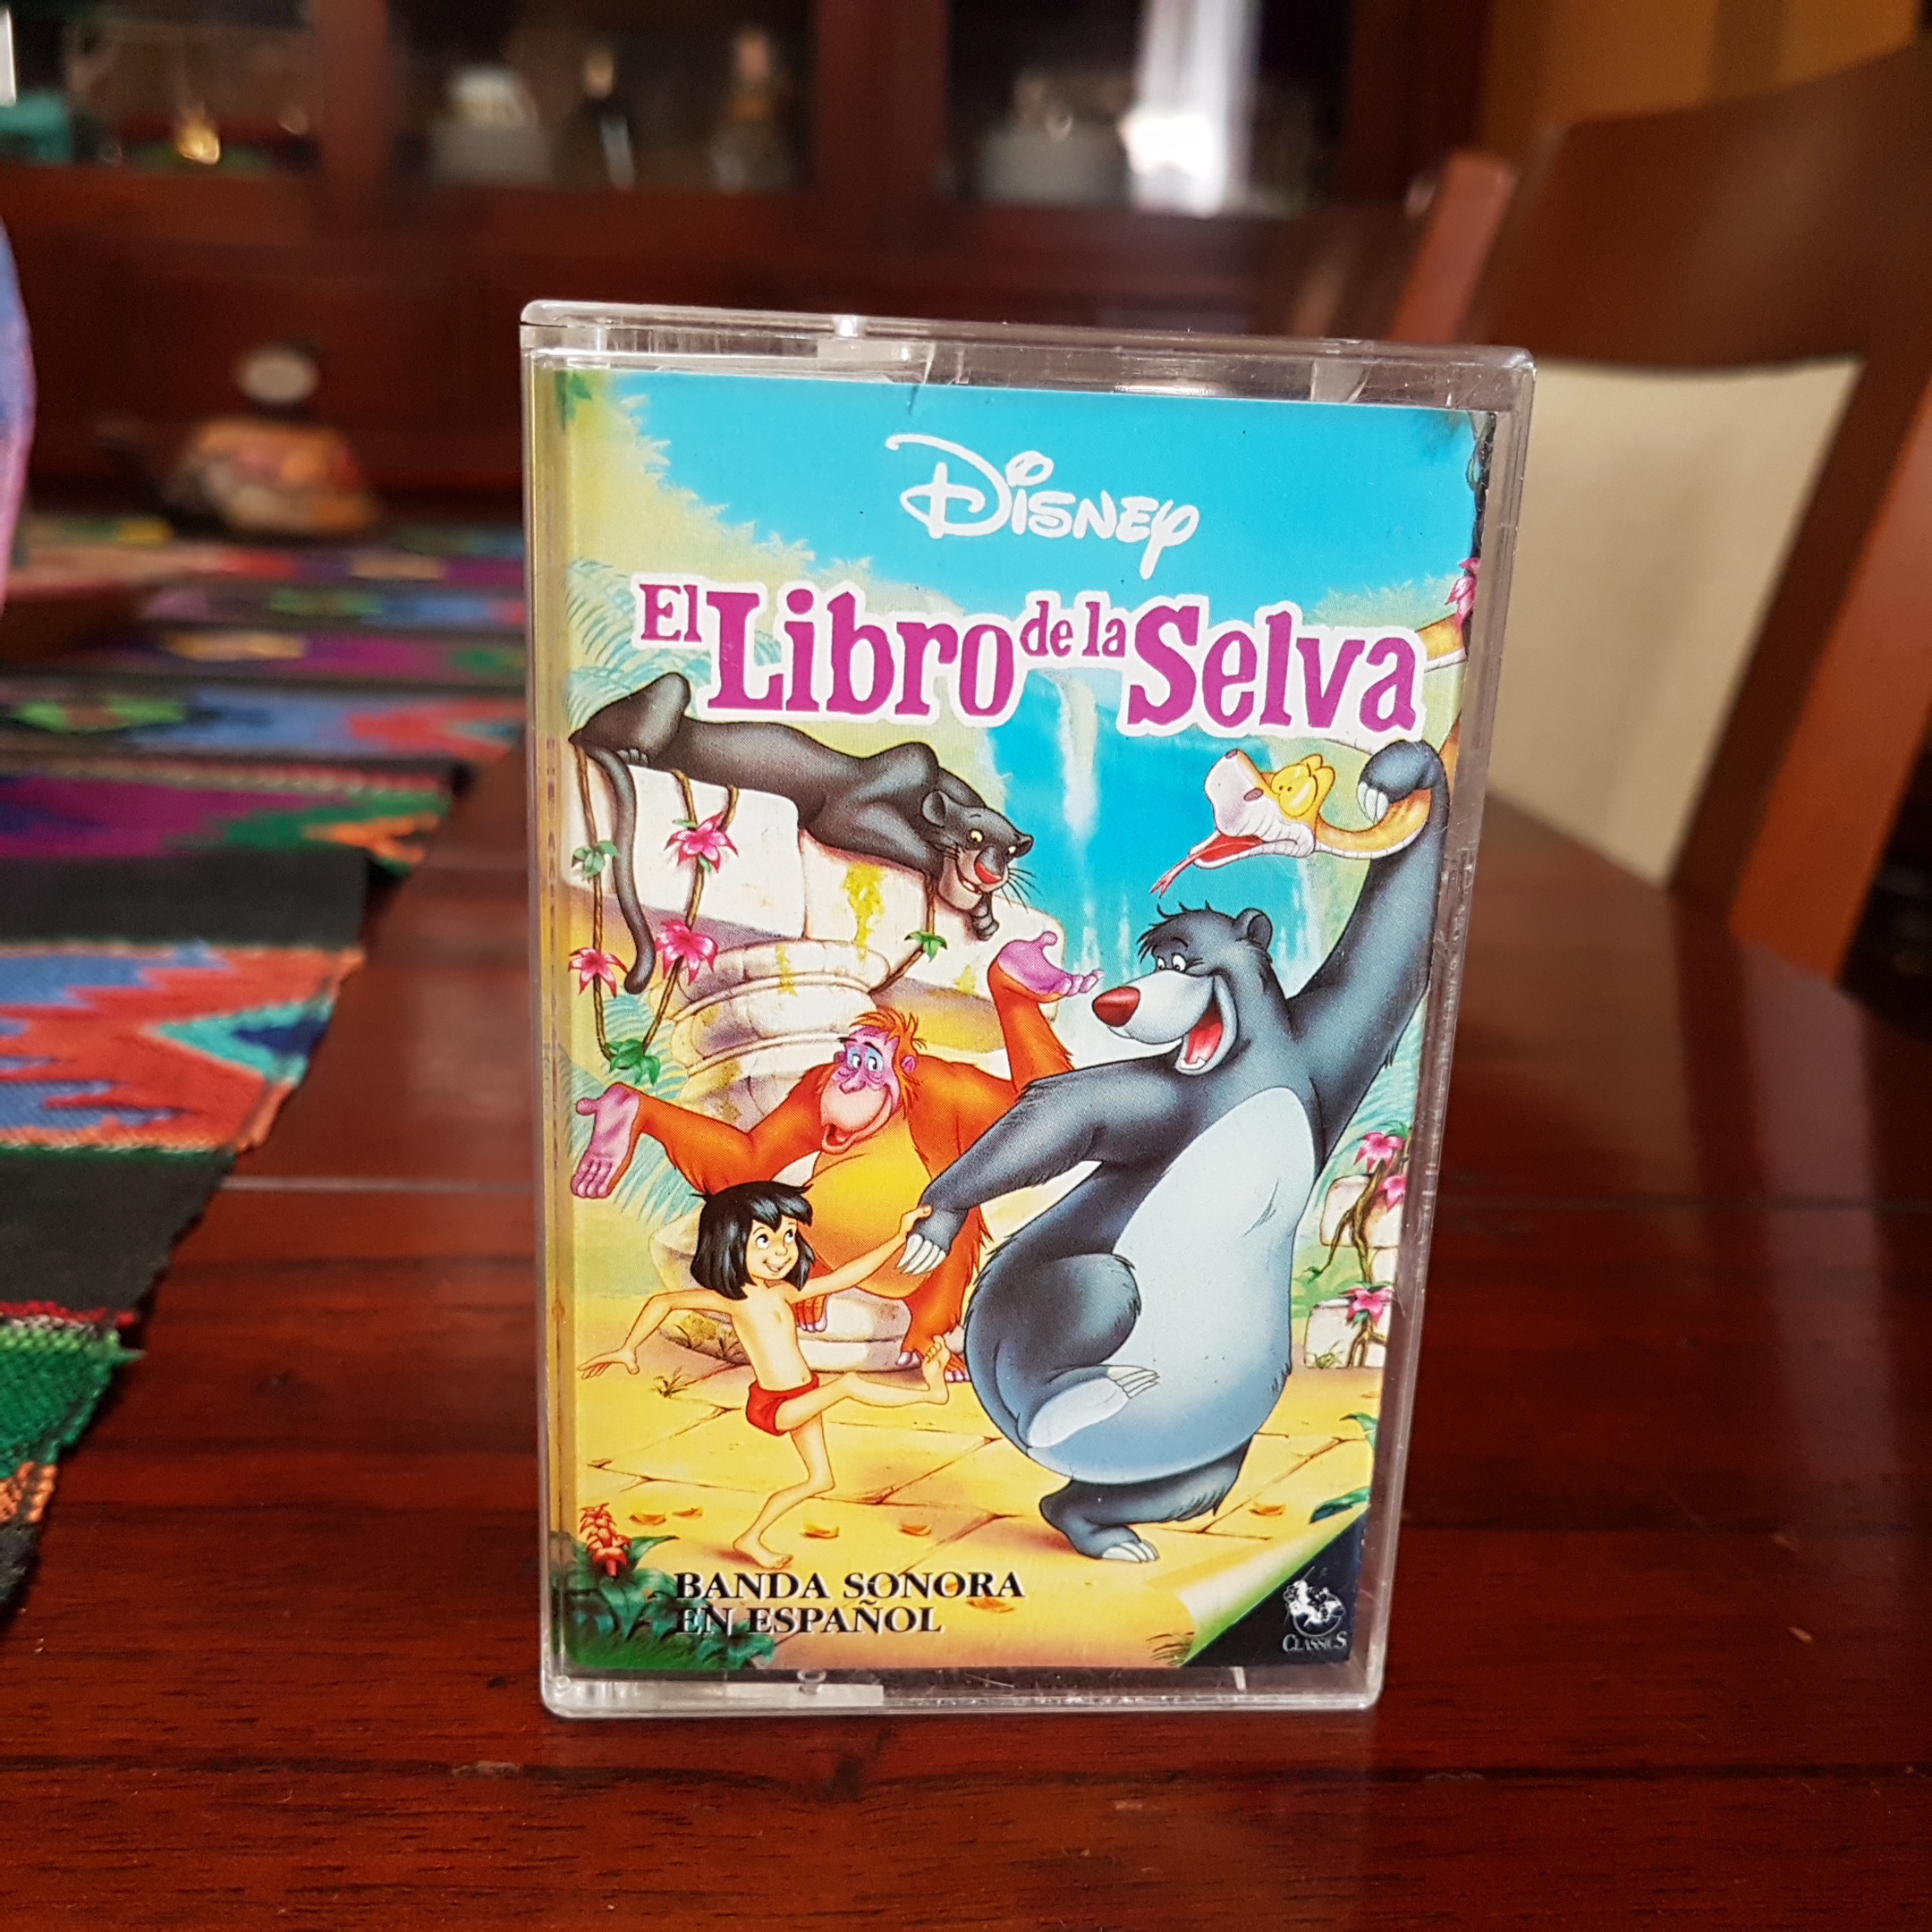 Disney
El Libro de la Selva
BANDA SONORA
EN ESPAÑOL
CLASSICS